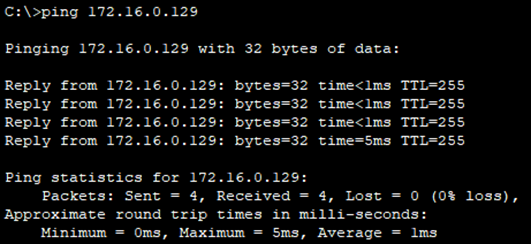 C:\>ping 172.16.0.129
Pinging 172.16.0.129 with 32 bytes of data:
Reply from 172.16.0.129: bytes=32 time<1ms TTL=255
Reply from 172.16.0.129: bytes=32 time<1ms TTL=255
Reply from 172.16.0.129: bytes=32 time<1ms TTL=255
Reply from 172.16.0.129: bytes=32 time=5ms TTL=255
Ping statistics for 172.16.0.129:
    Packets: Sent = 4, Received = 4, Lost = 0 (0% loss),
Approximate round trip times in milli-seconds:
    Minimum = 0ms, Maximum = 5ms, Average = 1ms